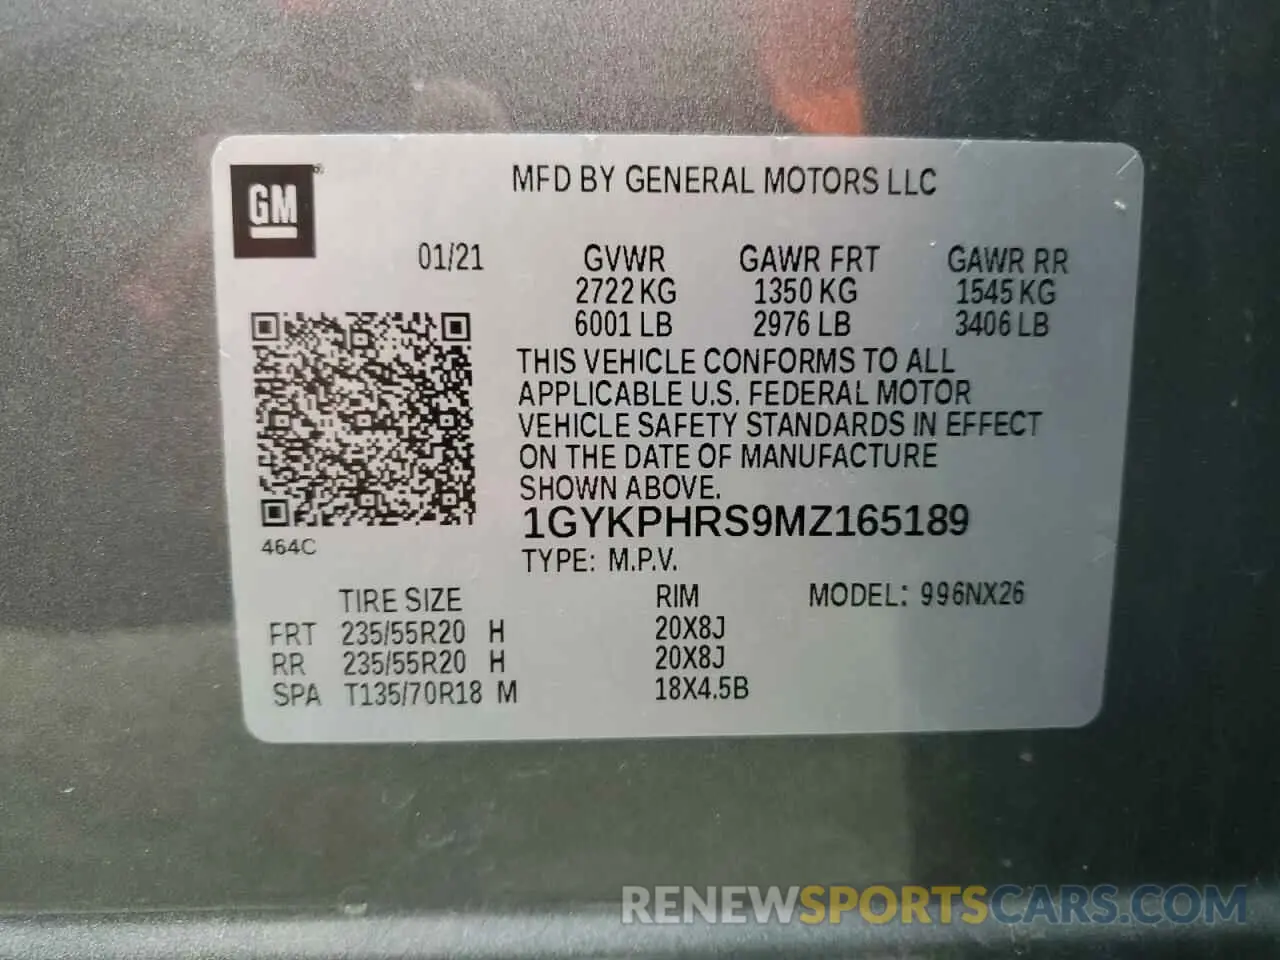 GM
MFD BY GENERAL MOTORS LLC
01/21 GVWR GAWR FRT GAWR RR
2722 KG 1350 KG 1545 KG
6001 LB 2976 LB 3406 LB
THIS VEHICLE CONFORMS TO ALL
APPLICABLE U.S. FEDERAL MOTOR
VEHICLE SAFETY STANDARDS IN EFFECT
ON THE DATE OF MANUFACTURE
SHOWN ABOVE.
1GYKPHRS9MZ165189
464C
TYPE: M.P.V.
TIRE SIZE RIM MODEL: 996NX26
FRT 235/55R20 H 20X8J
RR 235/55R20 H 20X8J
SPA T135/70R18 M 18X4.5B
RENEWSPORTSCARS.COM